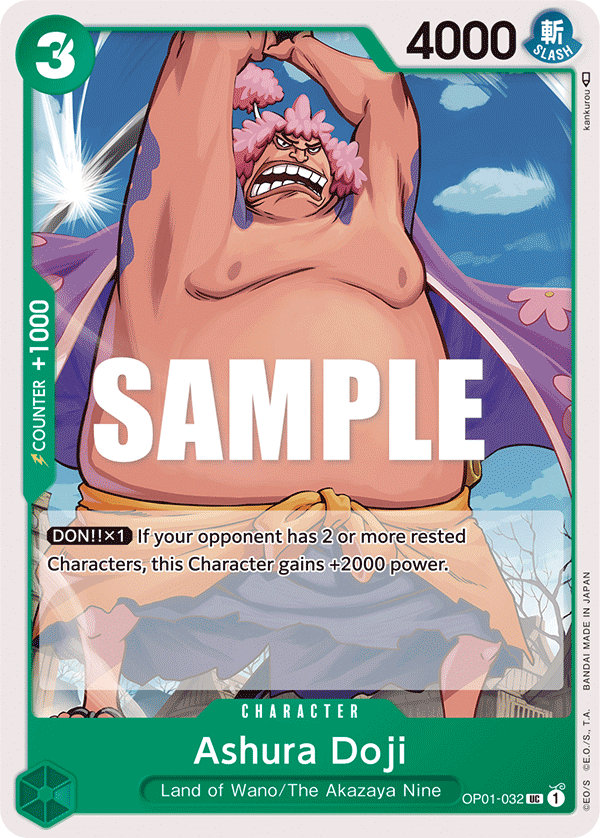 3
4000
斬
SLASH
kankurou
COUNTER +1000
SAMPLE
DON!!×1 If your opponent has 2 or more rested
Characters, this Character gains +2000 power.
CHARACTER
Ashura Doji
Land of Wano/The Akazaya Nine
OP01-032 UC 1
©E.O/S ©E.O./S., T.A. BANDAI MADE IN JAPAN